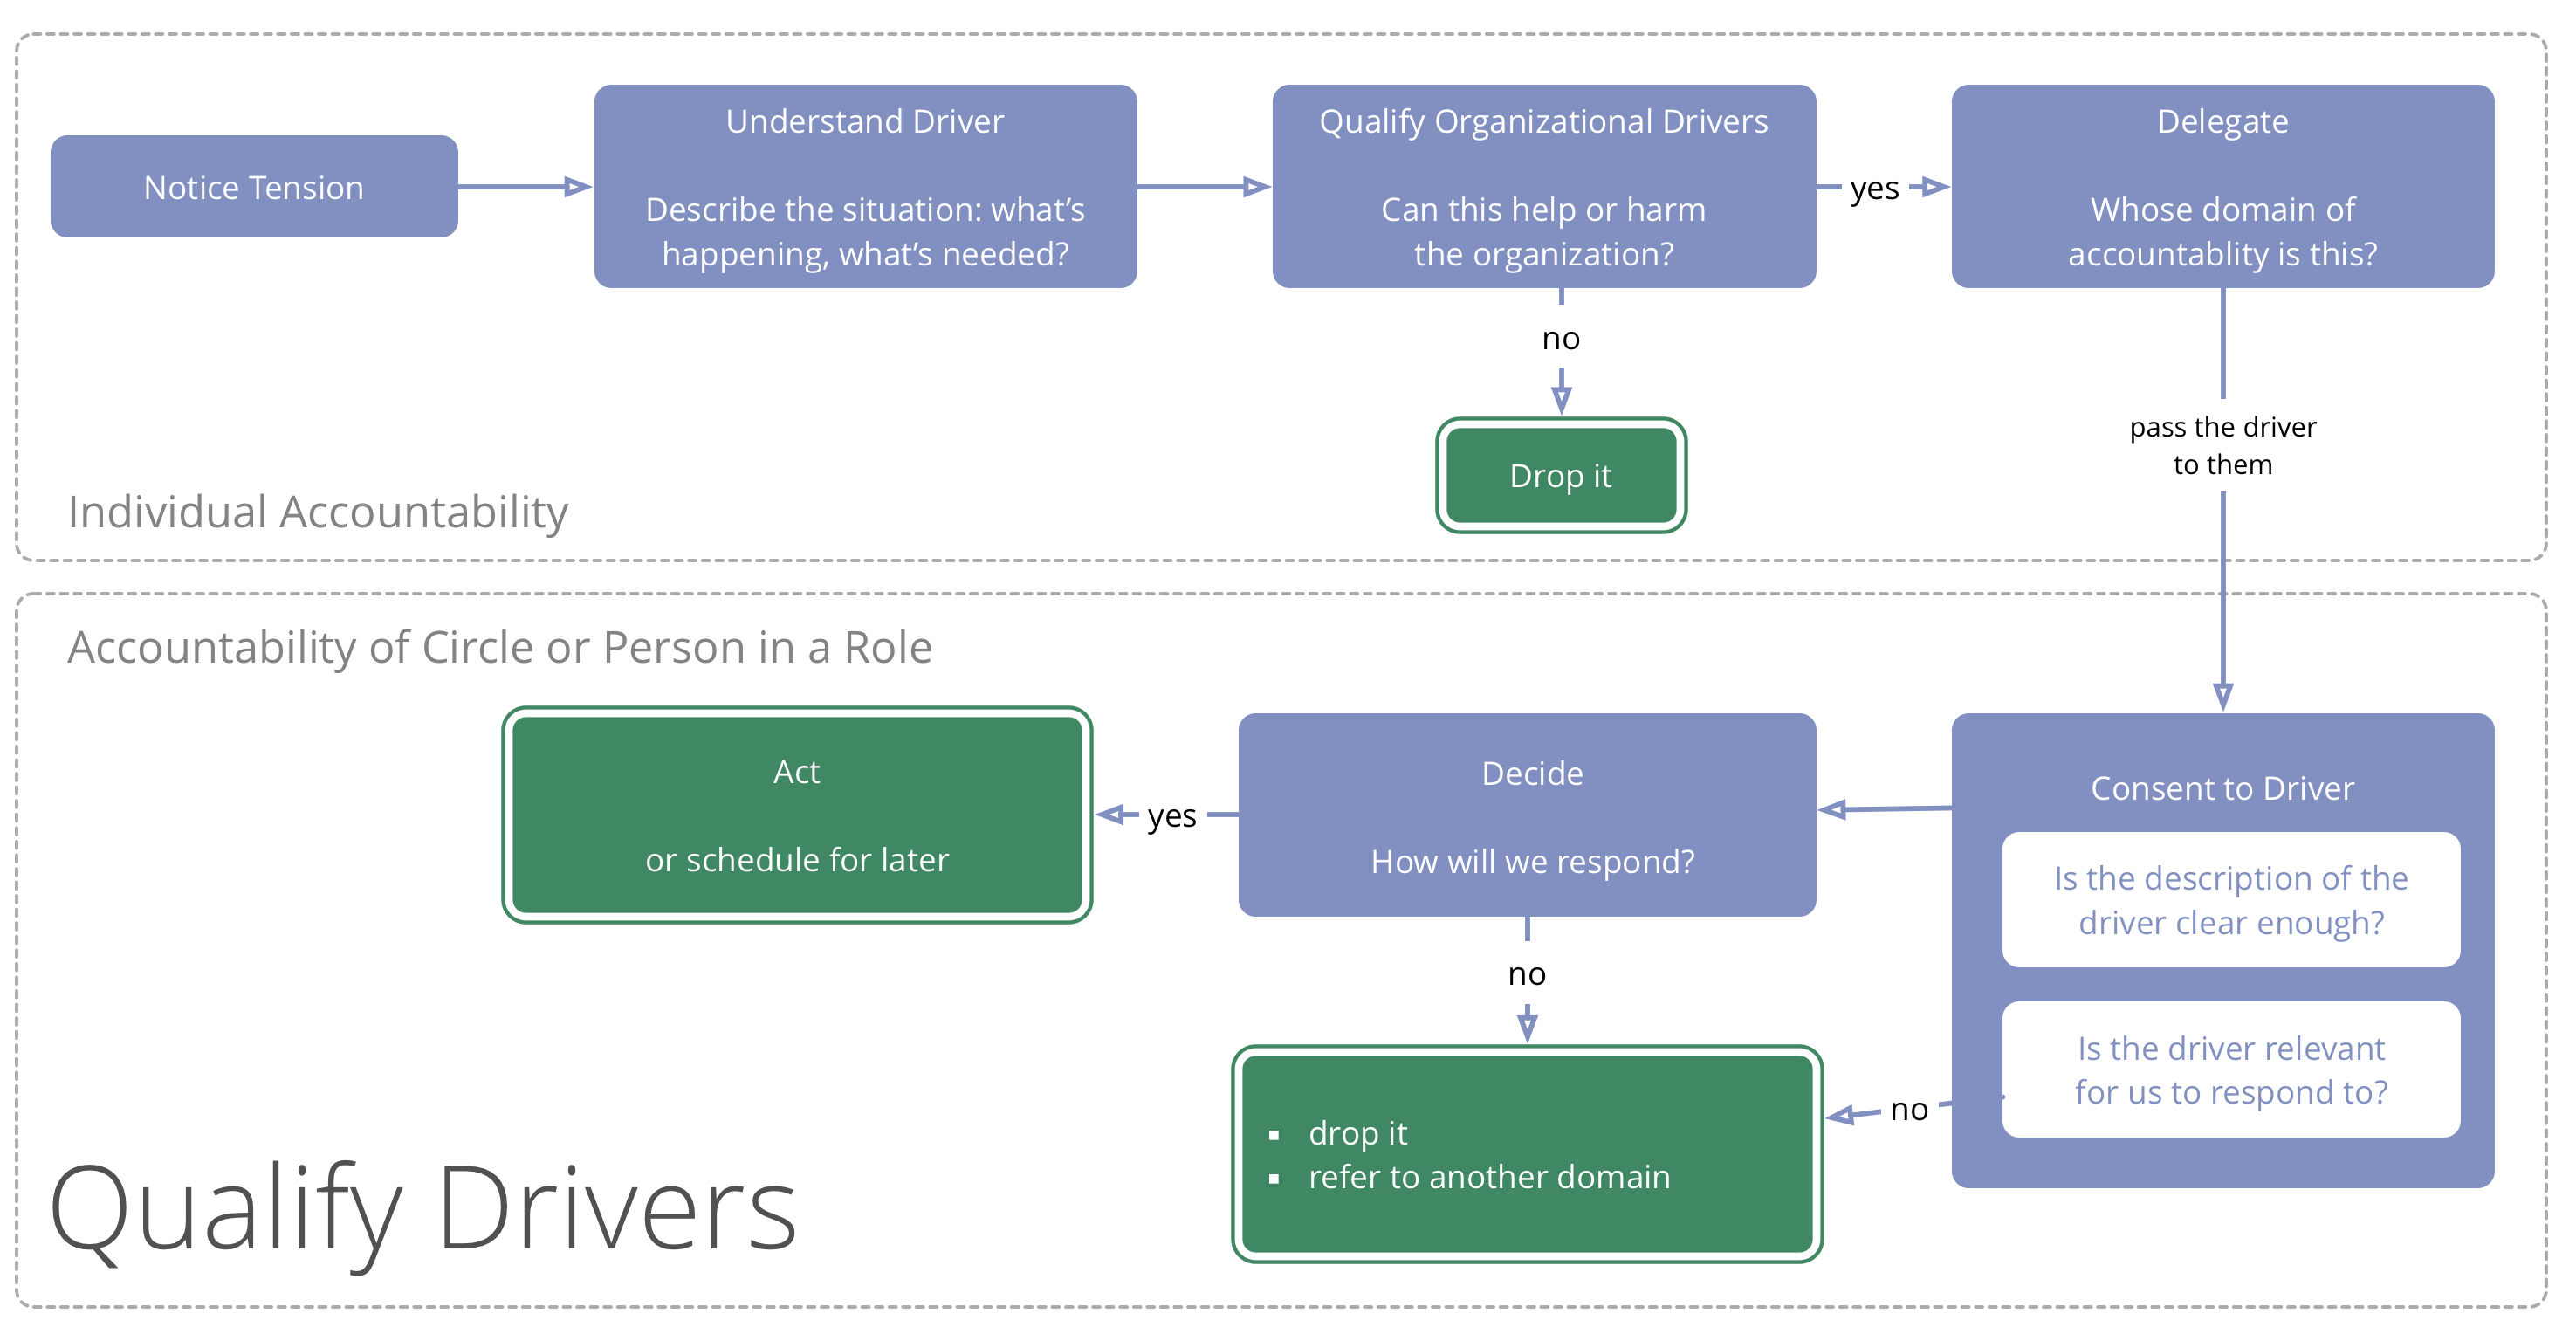 Notice Tension
Understand Driver
Describe the situation: what’s
happening, what’s needed?
Qualify Organizational Drivers
Can this help or harm
the organization?
yes
Delegate
Whose domain of
accountablity is this?
no
Drop it
pass the driver
to them
Individual Accountability
Accountability of Circle or Person in a Role
Consent to Driver
Is the description of the
driver clear enough?
Is the driver relevant
for us to respond to?
Decide
How will we respond?
yes
Act
or schedule for later
no
no
▪ drop it
▪ refer to another domain
Qualify Drivers